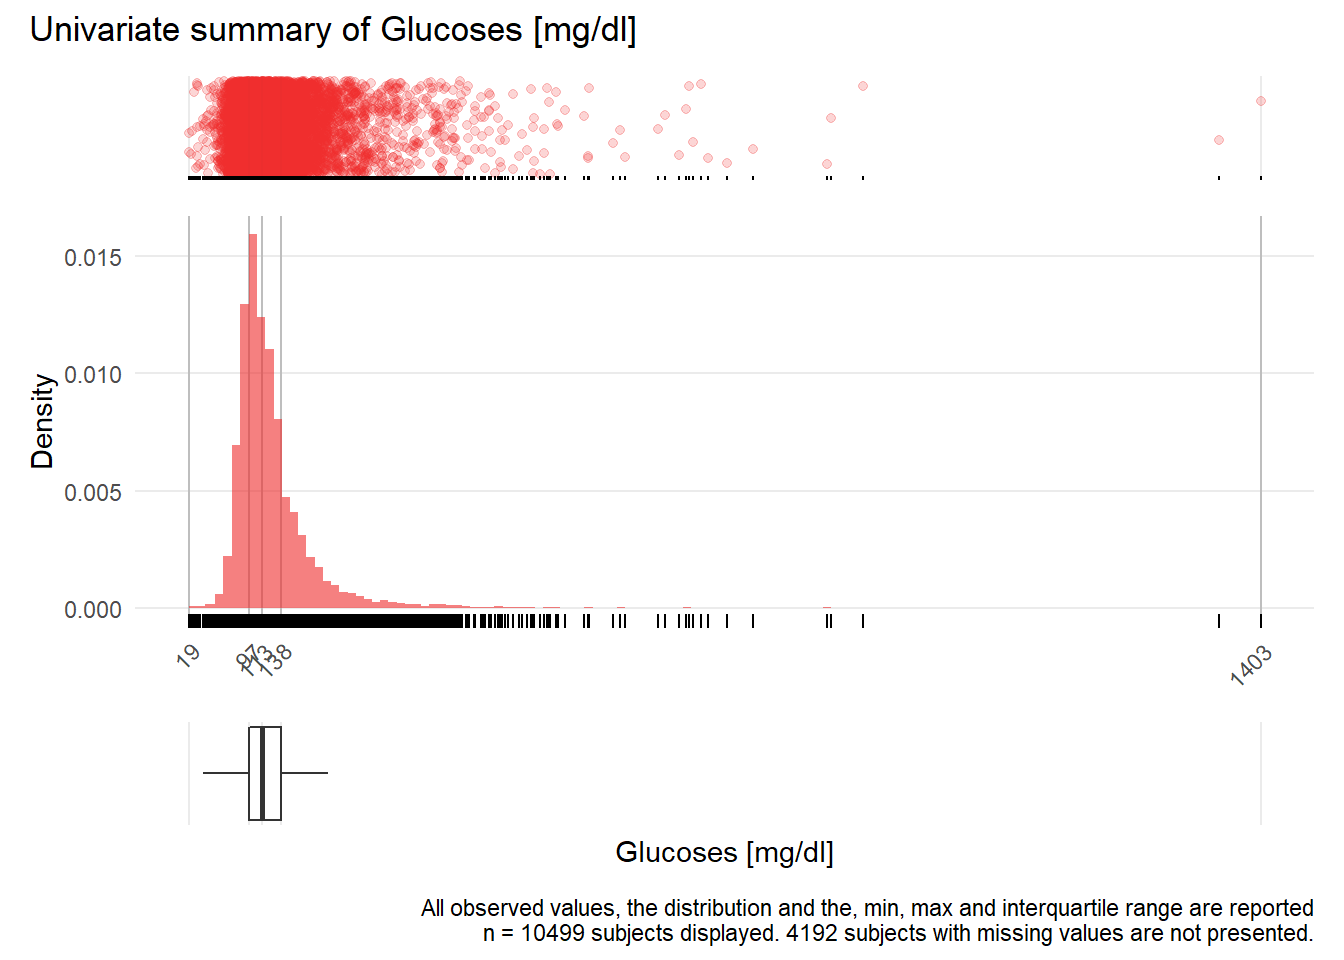 Univariate summary of Glucoses [mg/dl]
0.015
0.010
0.005
0.000
Density
19
97
113
138
1403
Glucoses [mg/dl]
All observed values, the distribution and the, min, max and interquartile range are reported
n = 10499 subjects displayed. 4192 subjects with missing values are not presented.